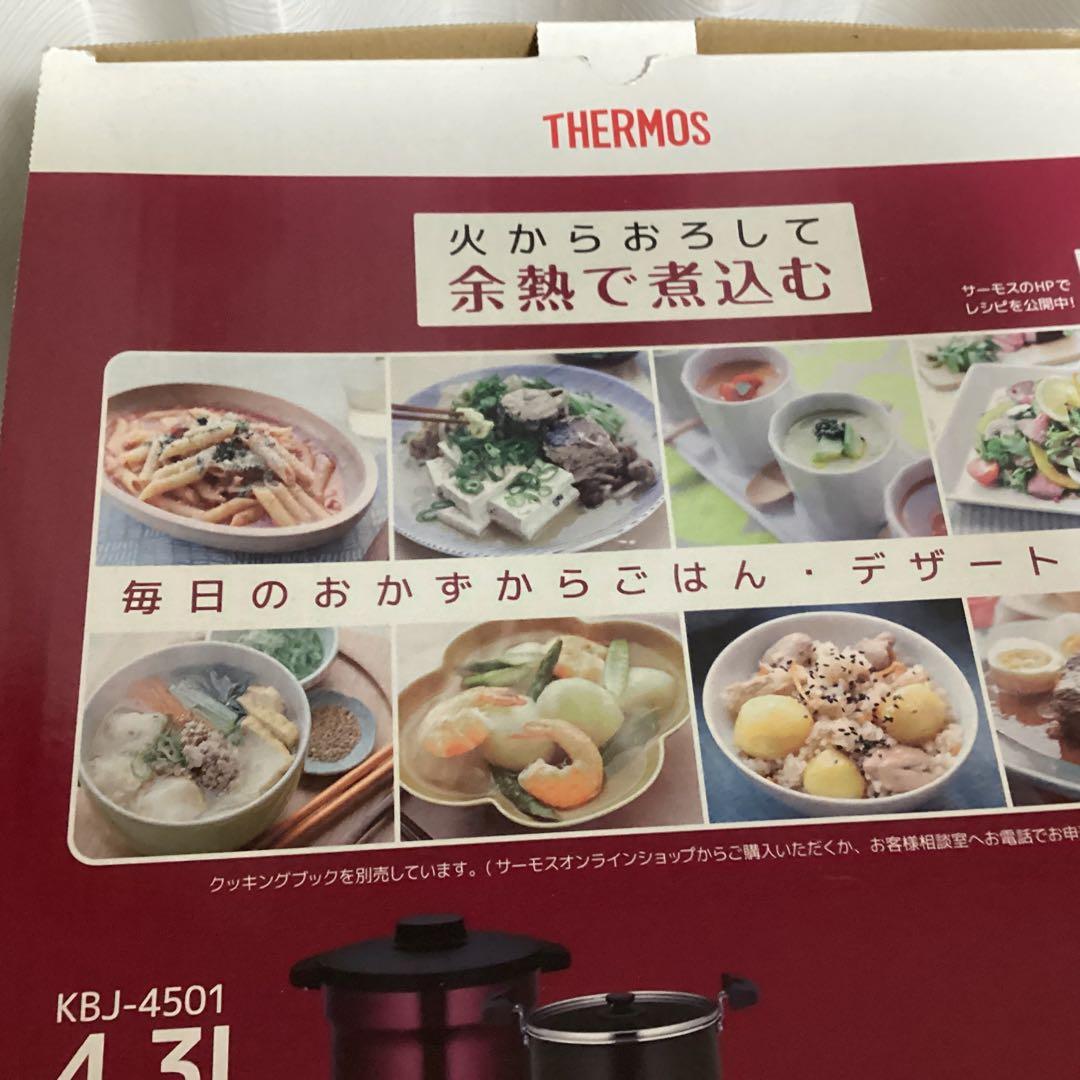 THERMOS
火からおろして
余熱で煮込む
サーモスのHPで
レシピを公開中!
毎日のおかずからごはん・デザート
クッキングブックを別売しています。(サーモスオンラインショップからご購入いただくか、お客様相談室へお電話でお申
KBJ-4501
4.3L